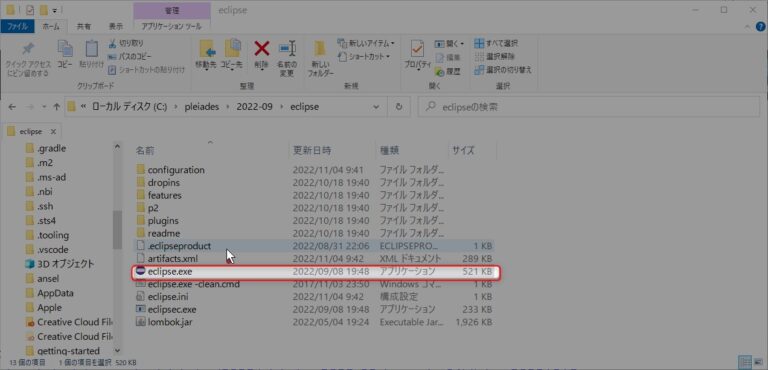 管理
eclipse
ファイル
ホーム
共有
表示
アプリケーション ツール
クイック アクセス
にピン留めする
コピー
貼り付け
切り取り
パスのコピー
ショートカットの貼り付け
クリップボード
移動先
コピー先
削除
名前の
変更
整理
新しい
フォルダー
新しいアイテム
ショートカット
新規
プロパティ
開く
編集
履歴
開く
すべて選択
選択解除
選択の切り替え
選択
« ローカル ディスク (C:) › pleiades › 2022-09 › eclipse
eclipseの検索
eclipse
.gradle
.m2
.ms-ad
.nbi
.ssh
.sts4
.tooling
.vscode
3D オブジェクト
ansel
AppData
Apple
Creative Cloud File
Creative Cloud File
getting-started
名前 更新日時 種類 サイズ
configuration 2022/11/04 9:41 ファイル フォルダ...
dropins 2022/10/18 19:40 ファイル フォルダ...
features 2022/10/18 19:40 ファイル フォルダ...
p2 2022/10/18 19:40 ファイル フォルダ...
plugins 2022/10/18 19:40 ファイル フォルダ...
readme 2022/10/18 19:40 ファイル フォルダ...
.eclipseproduct 2022/08/31 22:06 ECLIPSEPRO... 1 KB
artifacts.xml 2022/11/04 9:42 XML ドキュメント 289 KB
eclipse.exe 2022/09/08 19:48 アプリケーション 521 KB
eclipse.exe -clean.cmd 2017/11/03 23:50 Windows コマ... 1 KB
eclipse.ini 2022/11/04 9:42 構成設定 1 KB
eclipsec.exe 2022/09/08 19:48 アプリケーション 233 KB
lombok.jar 2022/05/04 19:24 Executable Jar... 1,926 KB
13 個の項目 1 個の項目を選択 520 KB